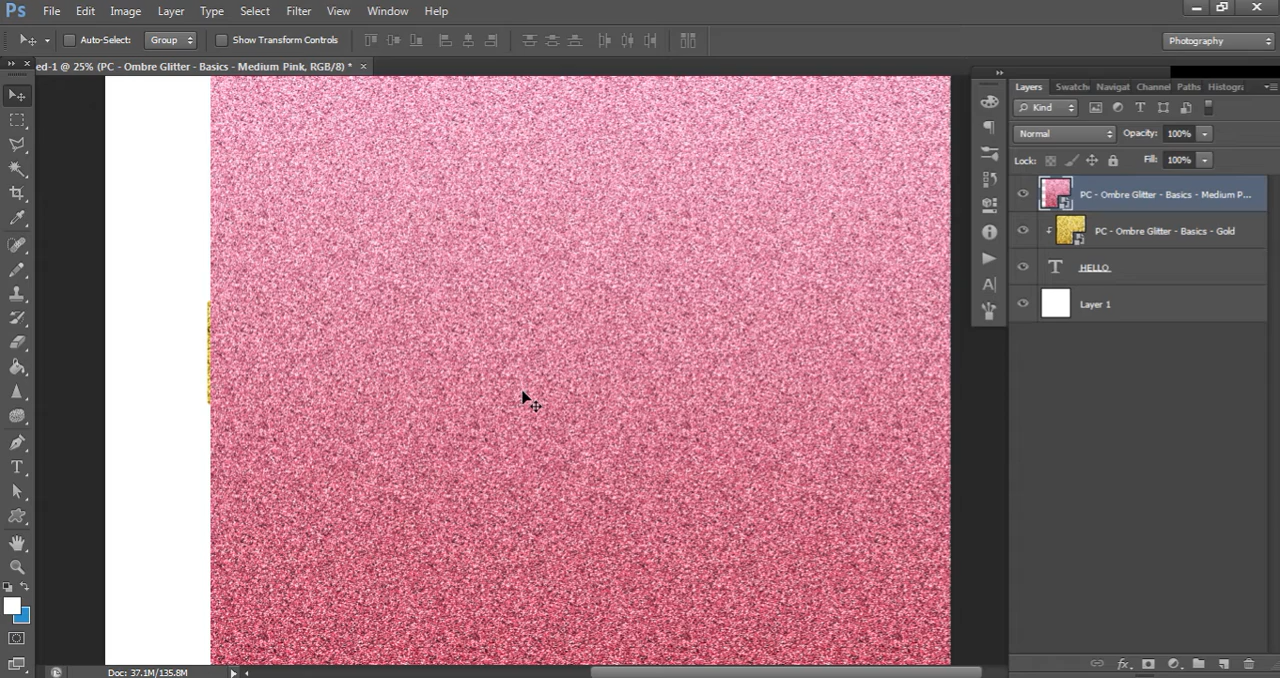 Ps File Edit Image Layer Type Select Filter View Window Help
Auto-Select: Group Show Transform Controls Photography
ed-1 @ 25% (PC - Ombre Glitter - Basics - Medium Pink, RGB/8) * ×
Layers Swatch Navigat Channel Paths Histogra
Kind
Normal Opacity: 100%
Lock: Fill: 100%
PC - Ombre Glitter - Basics - Medium P...
PC - Ombre Glitter - Basics - Gold
T HELLO
Layer 1
Doc: 37.1M/135.8M
fx